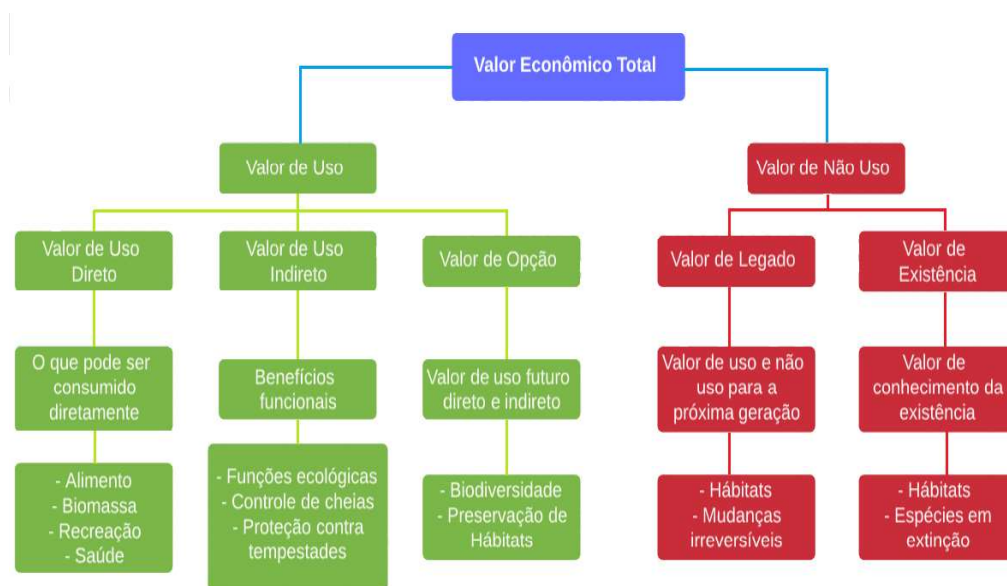 Valor Econômico Total
Valor de Uso
Valor de Não Uso
Valor de Uso
Direto
Valor de Uso
Indireto
Valor de Opção
Valor de Legado
Valor de
Existência
O que pode ser
consumido
diretamente
Benefícios
funcionais
Valor de uso futuro
direto e indireto
Valor de uso e não
uso para a
próxima geração
Valor de
conhecimento da
existência
- Alimento
- Biomassa
- Recreação
- Saúde
- Funções ecológicas
- Controle de cheias
- Proteção contra
tempestades
- Biodiversidade
- Preservação de
Hábitats
- Hábitats
- Mudanças
irreversíveis
- Hábitats
- Espécies em
extinção